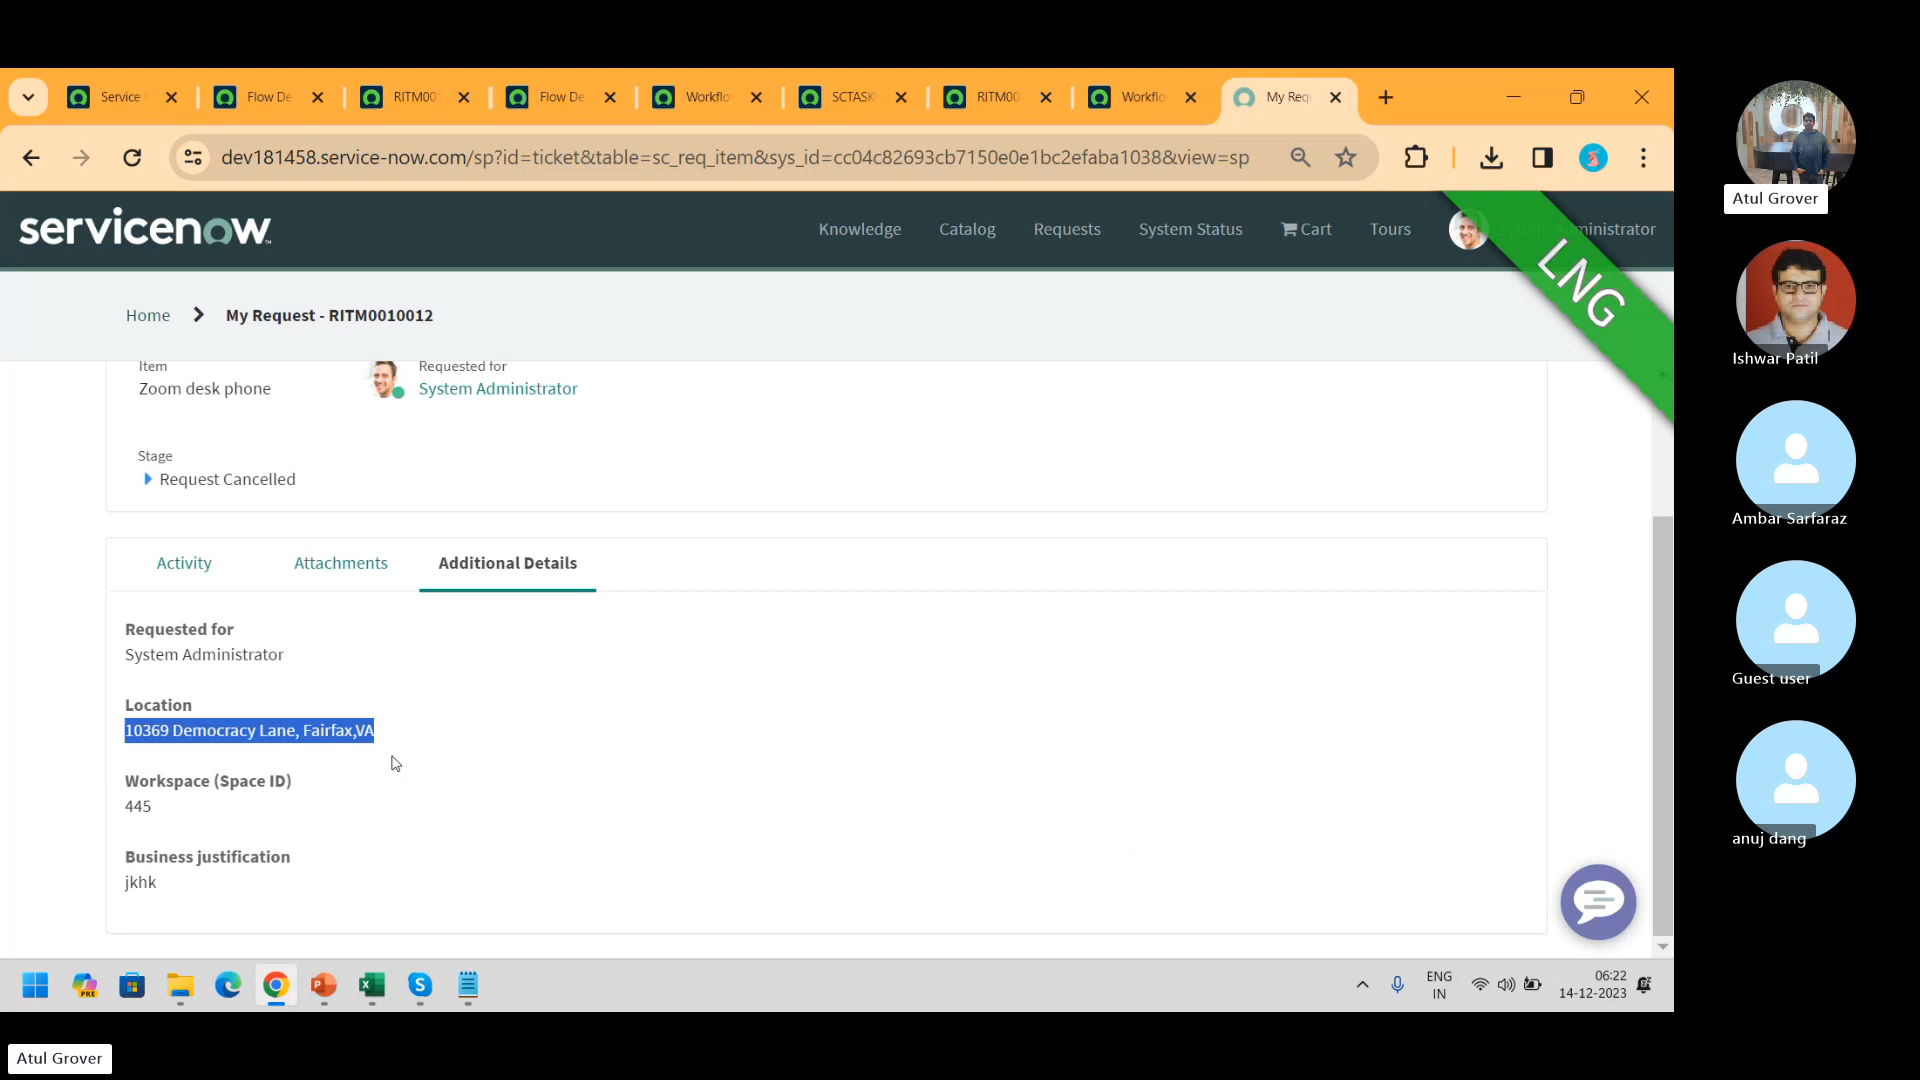 Service
Flow De
RITM00
Flow De
Workflo
SCTASK
RITM00
Workflo
My Req
dev181458.service-now.com/sp?id=ticket&table=sc_req_item&sys_id=cc04c82693cb7150e0e1bc2efaba1038&view=sp
servicenow
Knowledge
Catalog
Requests
System Status
Cart
Tours
System Administrator
LNG
Home
My Request - RITM0010012
Item
Zoom desk phone
Requested for
System Administrator
Stage
Request Cancelled
Activity
Attachments
Additional Details
Requested for
System Administrator
Location
10369 Democracy Lane, Fairfax,VA
Workspace (Space ID)
445
Business justification
jkhk
PRE
ENG
IN
06:22
14-12-2023
Atul Grover
Ishwar Patil
Ambar Sarfaraz
Guest user
anuj dang
Atul Grover